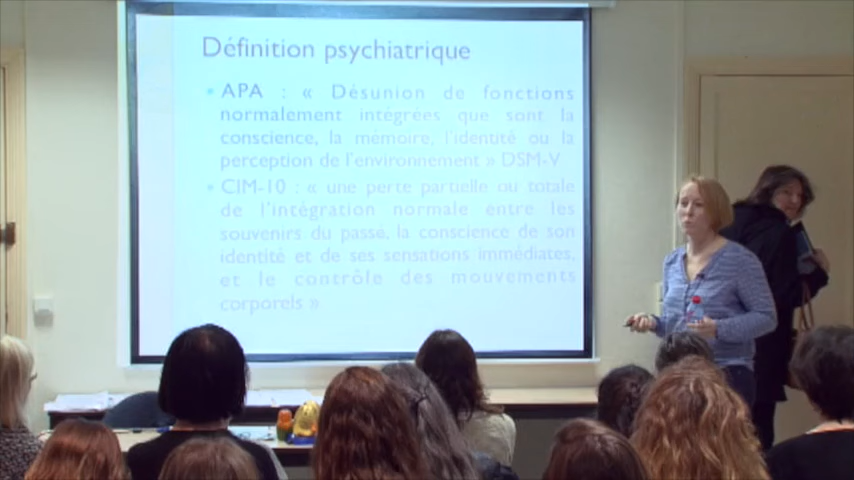 Définition psychiatrique
• APA : « Désunion de fonctions
normalement intégrées que sont la
conscience, la mémoire, l'identité ou la
perception de l'environnement » DSM-V
• CIM-10 : « une perte partielle ou totale
de l'intégration normale entre les
souvenirs du passé, la conscience de son
identité et de ses sensations immédiates,
et le contrôle des mouvements
corporels »